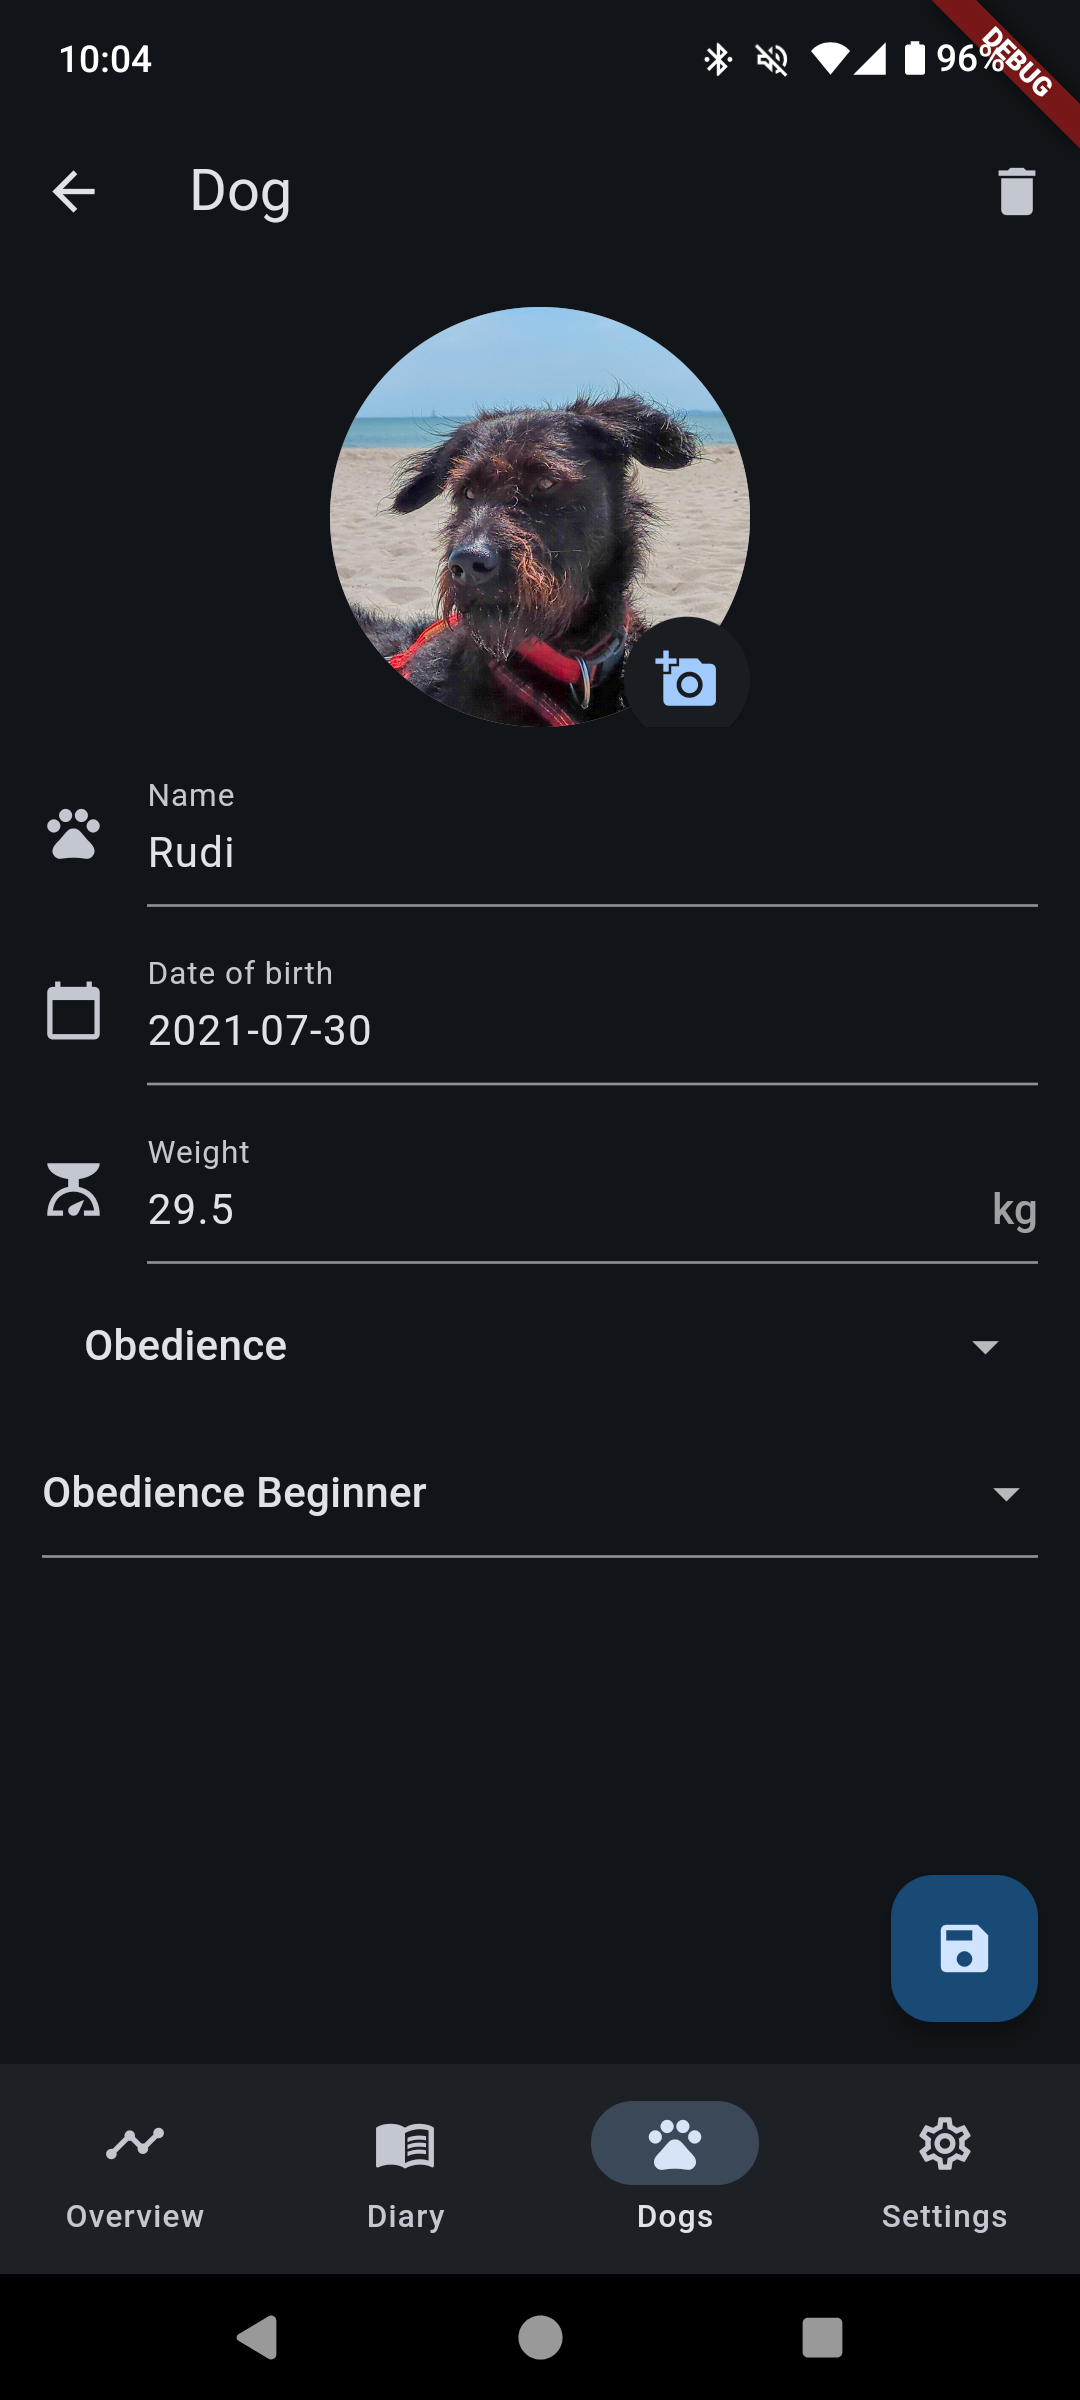 10:04
96%
DEBUG
Dog
Name
Rudi
Date of birth
2021-07-30
Weight
29.5
kg
Obedience
Obedience Beginner
Overview
Diary
Dogs
Settings